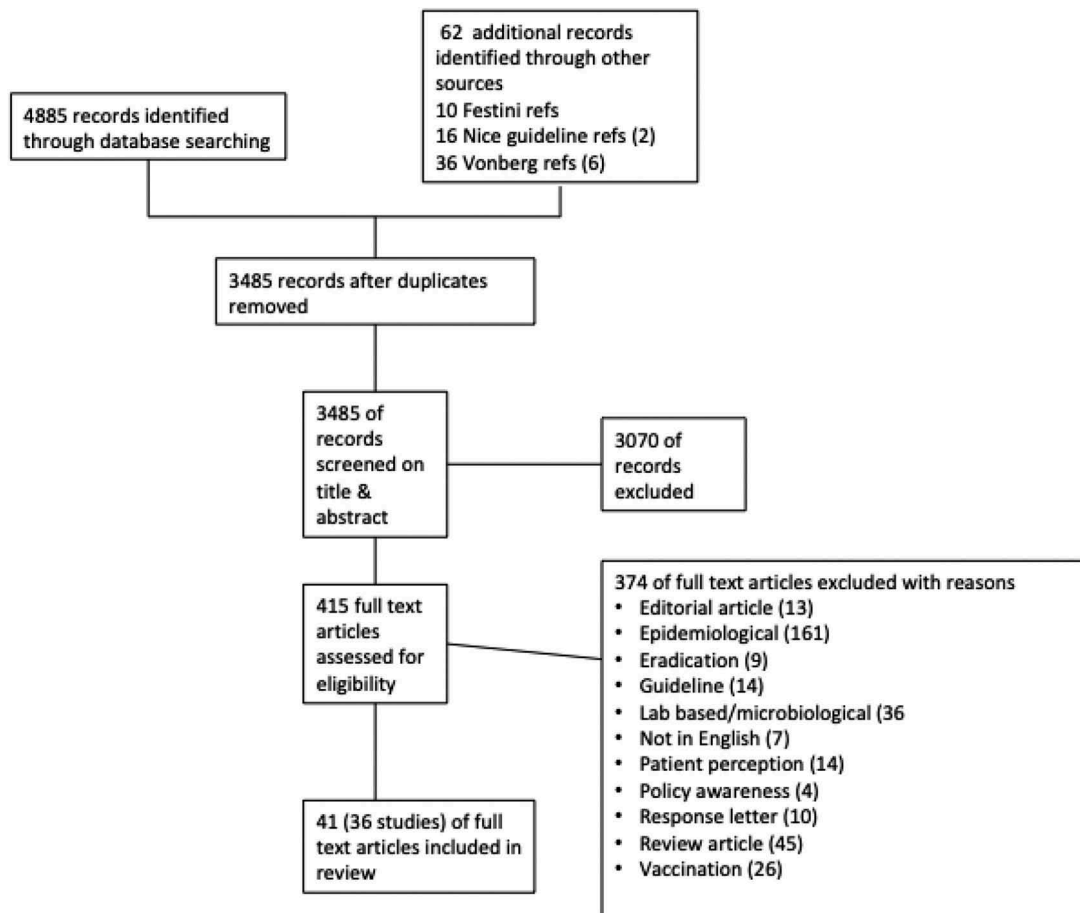 62 additional records
identified through other
sources
10 Festini refs
16 Nice guideline refs (2)
36 Vonberg refs (6)
4885 records identified
through database searching
3485 records after duplicates
removed
3485 of
records
screened on
title &
abstract
3070 of
records
excluded
415 full text
articles
assessed for
eligibility
374 of full text articles excluded with reasons
• Editorial article (13)
• Epidemiological (161)
• Eradication (9)
• Guideline (14)
• Lab based/microbiological (36
• Not in English (7)
• Patient perception (14)
• Policy awareness (4)
• Response letter (10)
• Review article (45)
• Vaccination (26)
41 (36 studies) of full
text articles included in
review